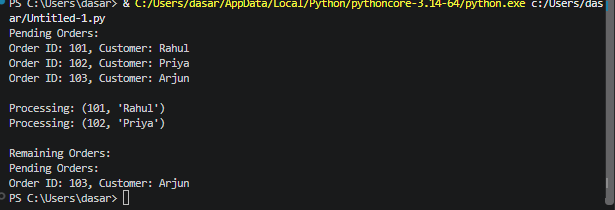 PS C:\Users\dasar> & C:/Users/dasar/AppData/Local/Python/pythoncore-3.14-64/python.exe c:/Users/das
ar/Untitled-1.py
Pending Orders:
Order ID: 101, Customer: Rahul
Order ID: 102, Customer: Priya
Order ID: 103, Customer: Arjun
Processing: (101, 'Rahul')
Processing: (102, 'Priya')
Remaining Orders:
Pending Orders:
Order ID: 103, Customer: Arjun
PS C:\Users\dasar>